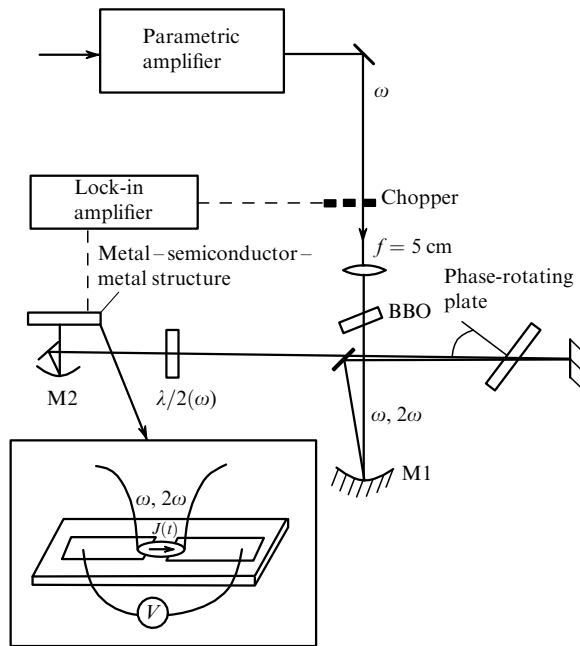 Parametric
amplifier
ω
Lock-in
amplifier
Chopper
Metal – semiconductor –
metal structure
f = 5 cm
Phase-rotating
plate
BBO
M2
λ/2(ω)
ω, 2ω
M1
ω, 2ω
J(t)
V